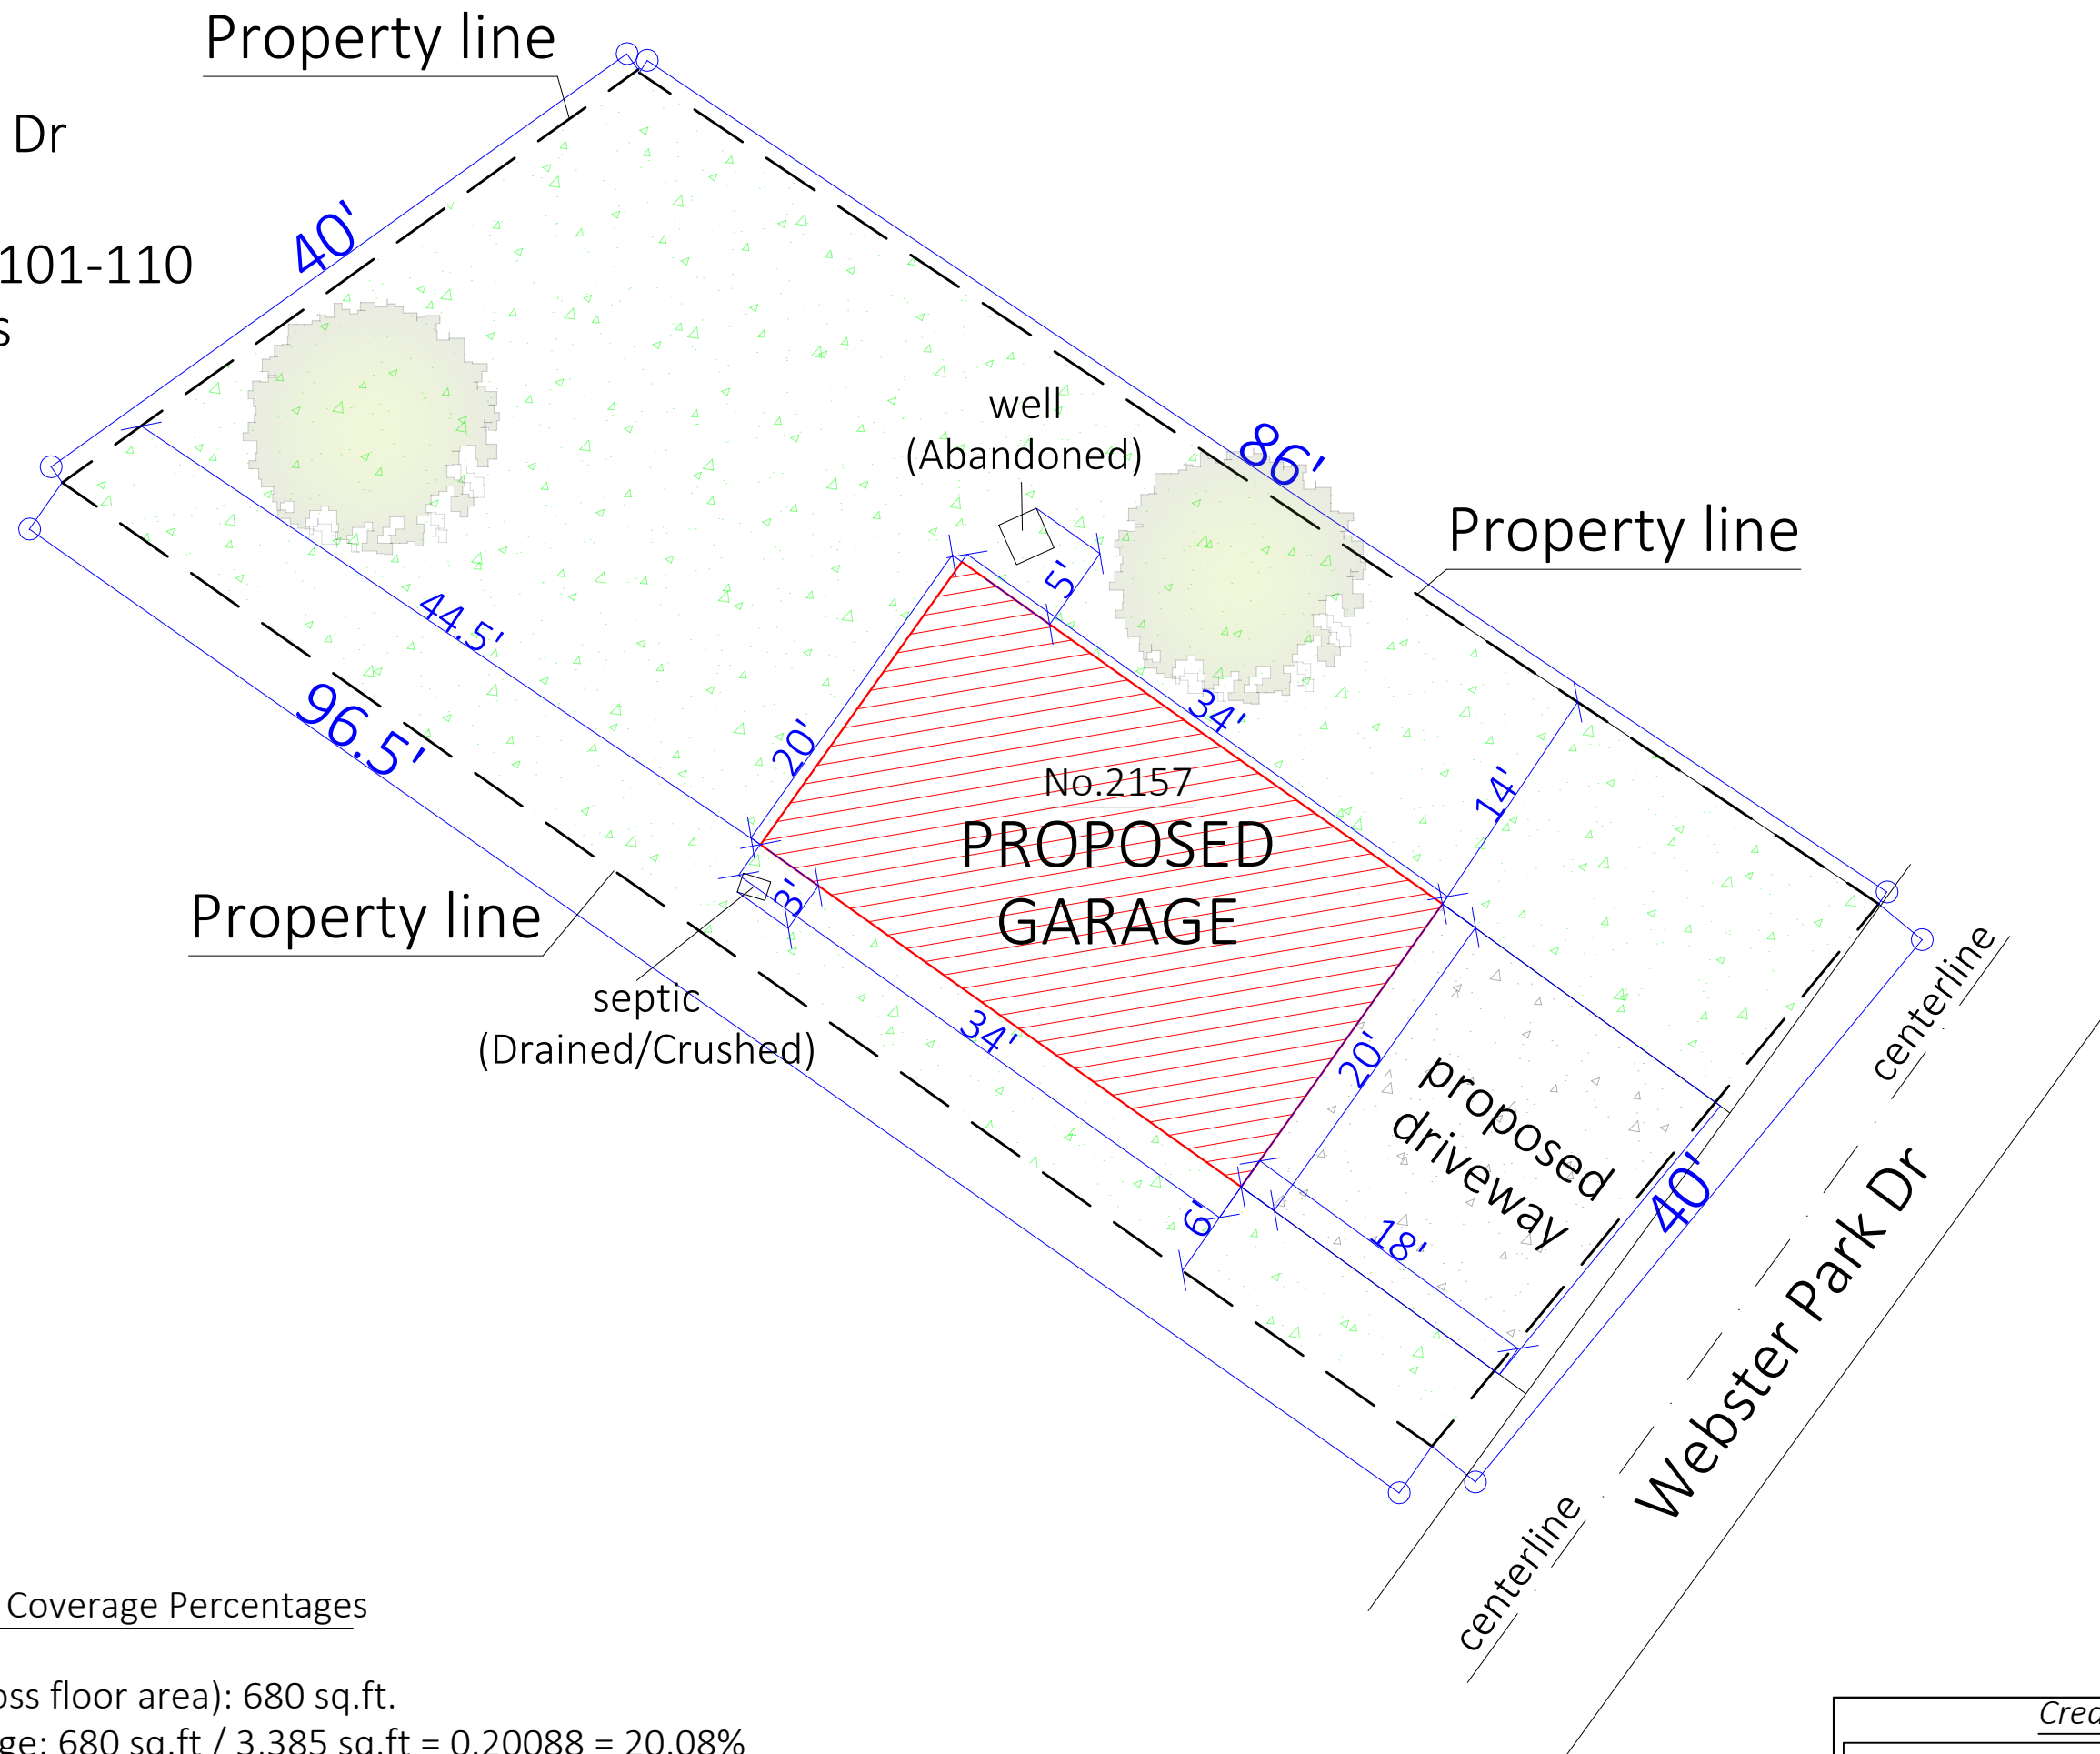 Property line
Dr
40'
101-110
s
well
(Abandoned)
86'
Property line
5'
44.5'
96.5'
34'
20'
14'
No.2157
PROPOSED
GARAGE
8'
Property line
septic
(Drained/Crushed)
34'
20'
proposed
driveway
18'
6'
40'
centerline
Webster Park Dr
centerline
Coverage Percentages
oss floor area): 680 sq.ft.
ge: 680 sq.ft / 3,385 sq.ft = 0.20088 = 20.08%
Crea